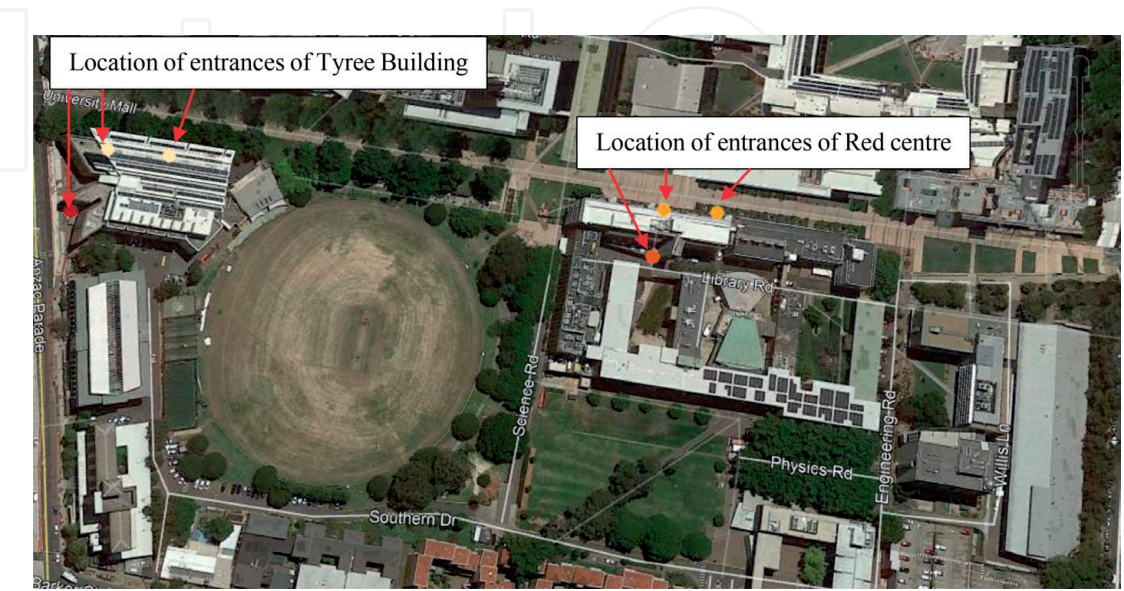 Location of entrances of Tyree Building
University Mall
Location of entrances of Red centre
Library Rd
Anzac Parade
Science Rd
Engineering Rd
Willis Ln
Physics Rd
Southern Dr